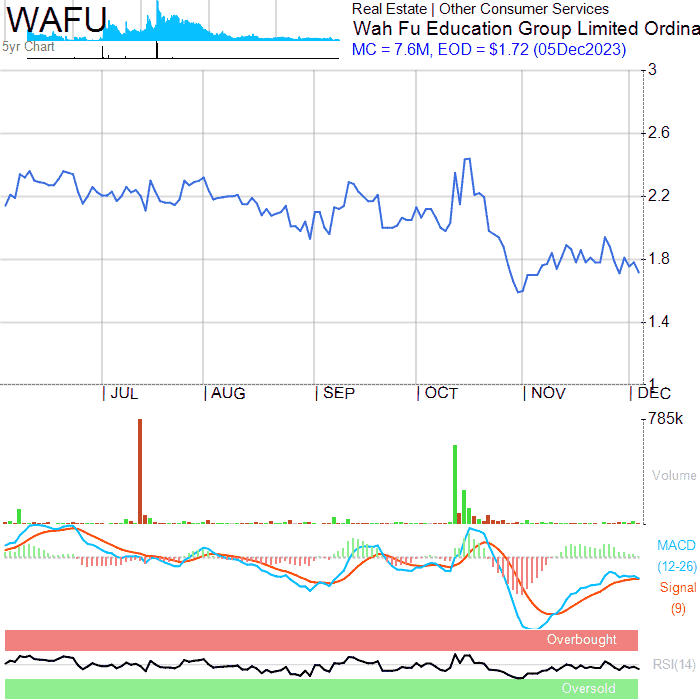 WAFU
5yr Chart
Real Estate | Other Consumer Services
Wah Fu Education Group Limited Ordina
MC = 7.6M, EOD = $1.72 (05Dec2023)
3
2.6
2.2
1.8
1.4
1
JUL AUG SEP OCT NOV DEC
785k
Volume
MACD
(12-26)
Signal
(9)
Overbought
RSI(14)
Oversold